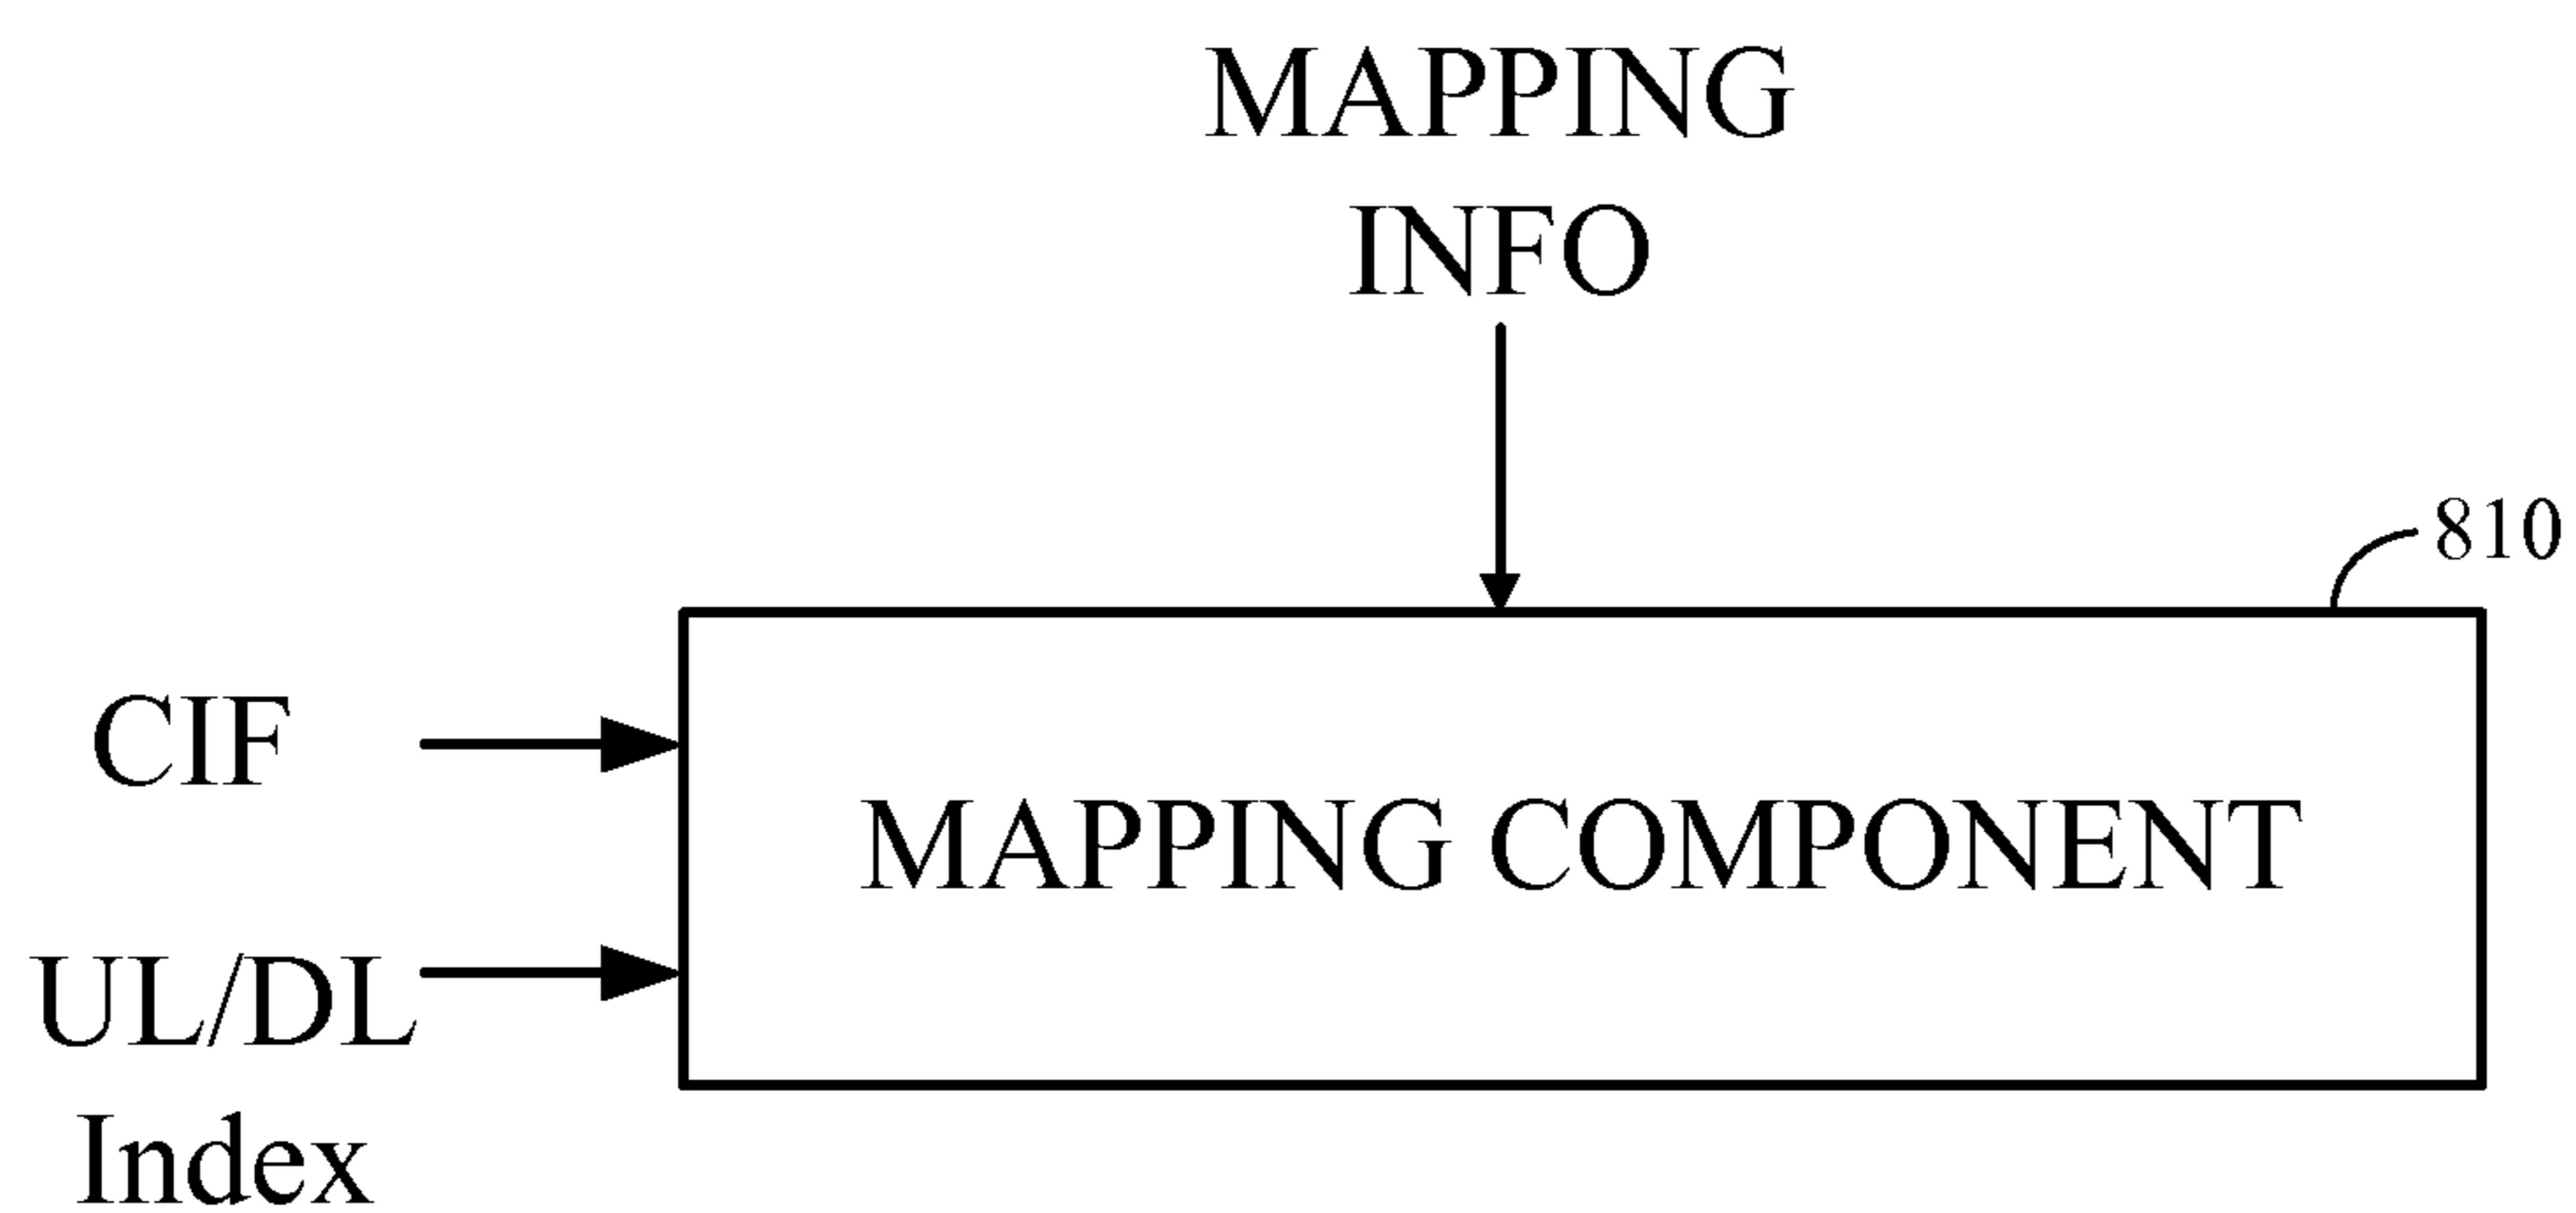 MAPPING
INFO
810
CIF
MAPPING COMPONENT
UL/DL
Index